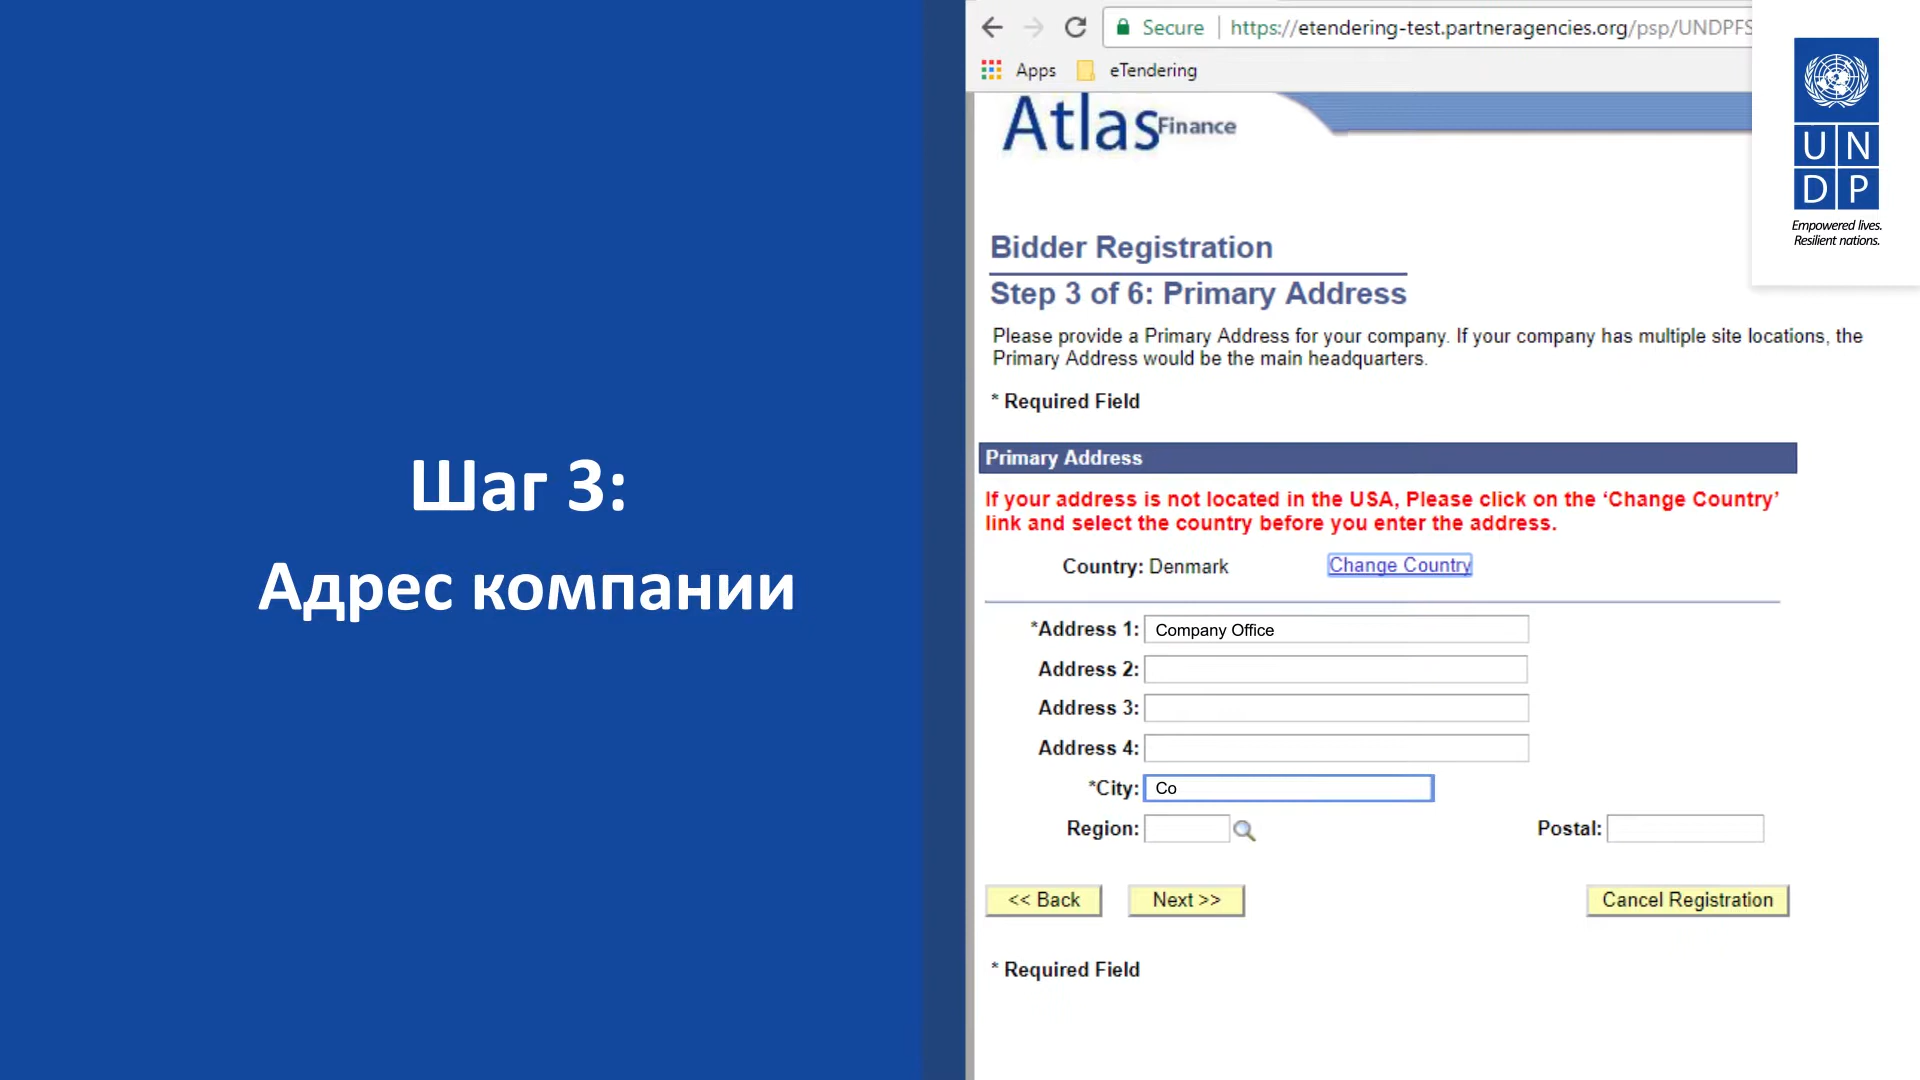 Шаг 3:
Адрес компании
Secure | https://etendering-test.partneragencies.org/psp/UNDPFS
Apps eTendering
Atlas Finance
U N
D P
Empowered lives.
Resilient nations.
Bidder Registration
Step 3 of 6: Primary Address
Please provide a Primary Address for your company. If your company has multiple site locations, the
Primary Address would be the main headquarters.
* Required Field
Primary Address
If your address is not located in the USA, Please click on the ‘Change Country’
link and select the country before you enter the address.
Country: Denmark Change Country
*Address 1: Company Office
Address 2:
Address 3:
Address 4:
*City: Co
Region: Postal:
<< Back Next >> Cancel Registration
* Required Field